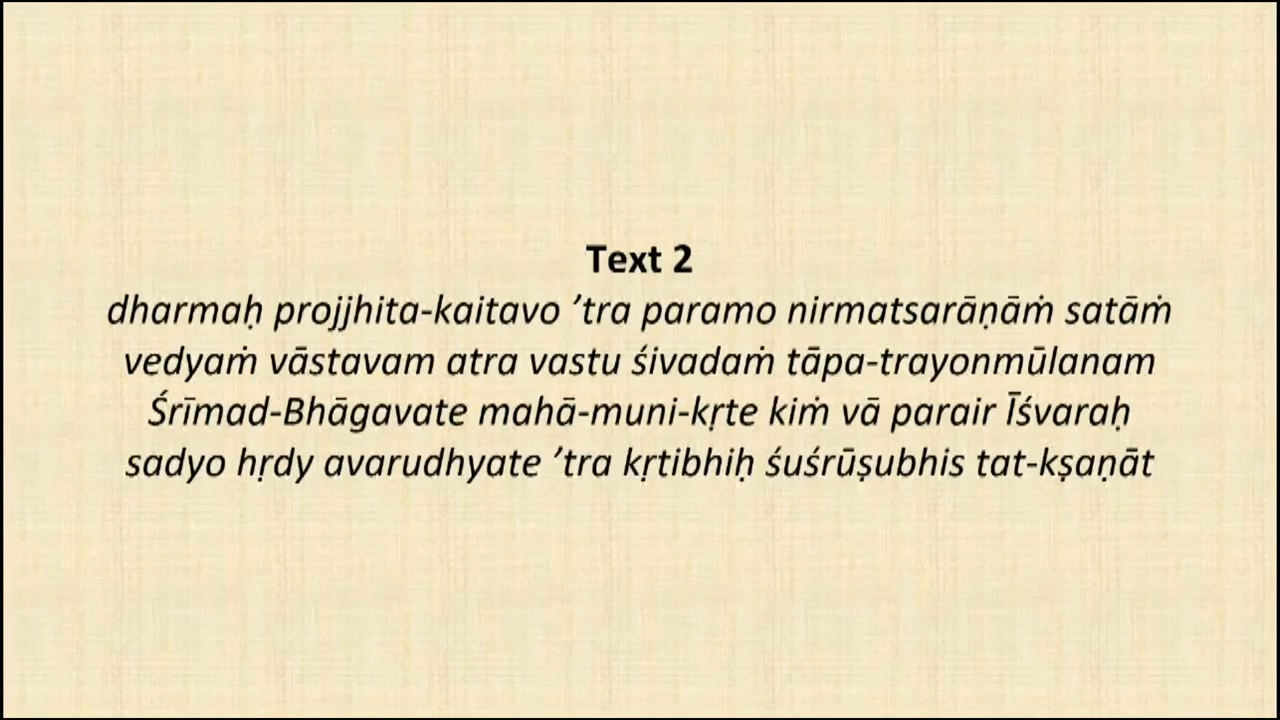 Text 2
dharmaḥ projjhita-kaitavo ’tra paramo nirmatsarāṇāṁ satāṁ
vedyaṁ vāstavam atra vastu śivadaṁ tāpa-trayonmūlanam
Śrīmad-Bhāgavate mahā-muni-kṛte kiṁ vā parair Īśvaraḥ
sadyo hṛdy avarudhyate ’tra kṛtibhiḥ śuśrūṣubhis tat-kṣaṇāt